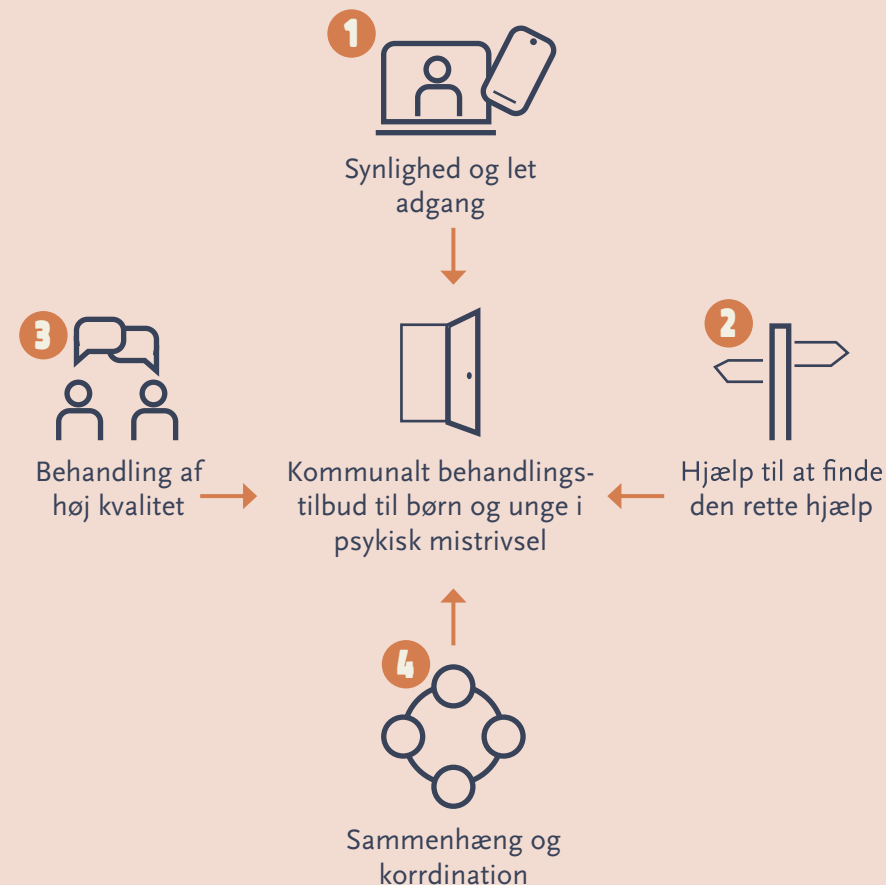 1
Synlighed og let
adgang
3
Behandling af
høj kvalitet
Kommunalt behandlings-
tilbud til børn og unge i
psykisk mistrivsel
2
Hjælp til at finde
den rette hjælp
4
Sammenhæng og
korrdination